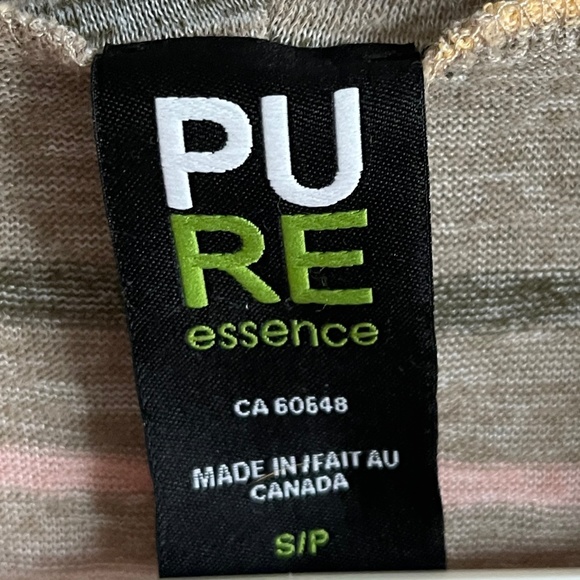 PU
RE
essence
CA 60648
MADE IN/FAIT AU
CANADA
S/P